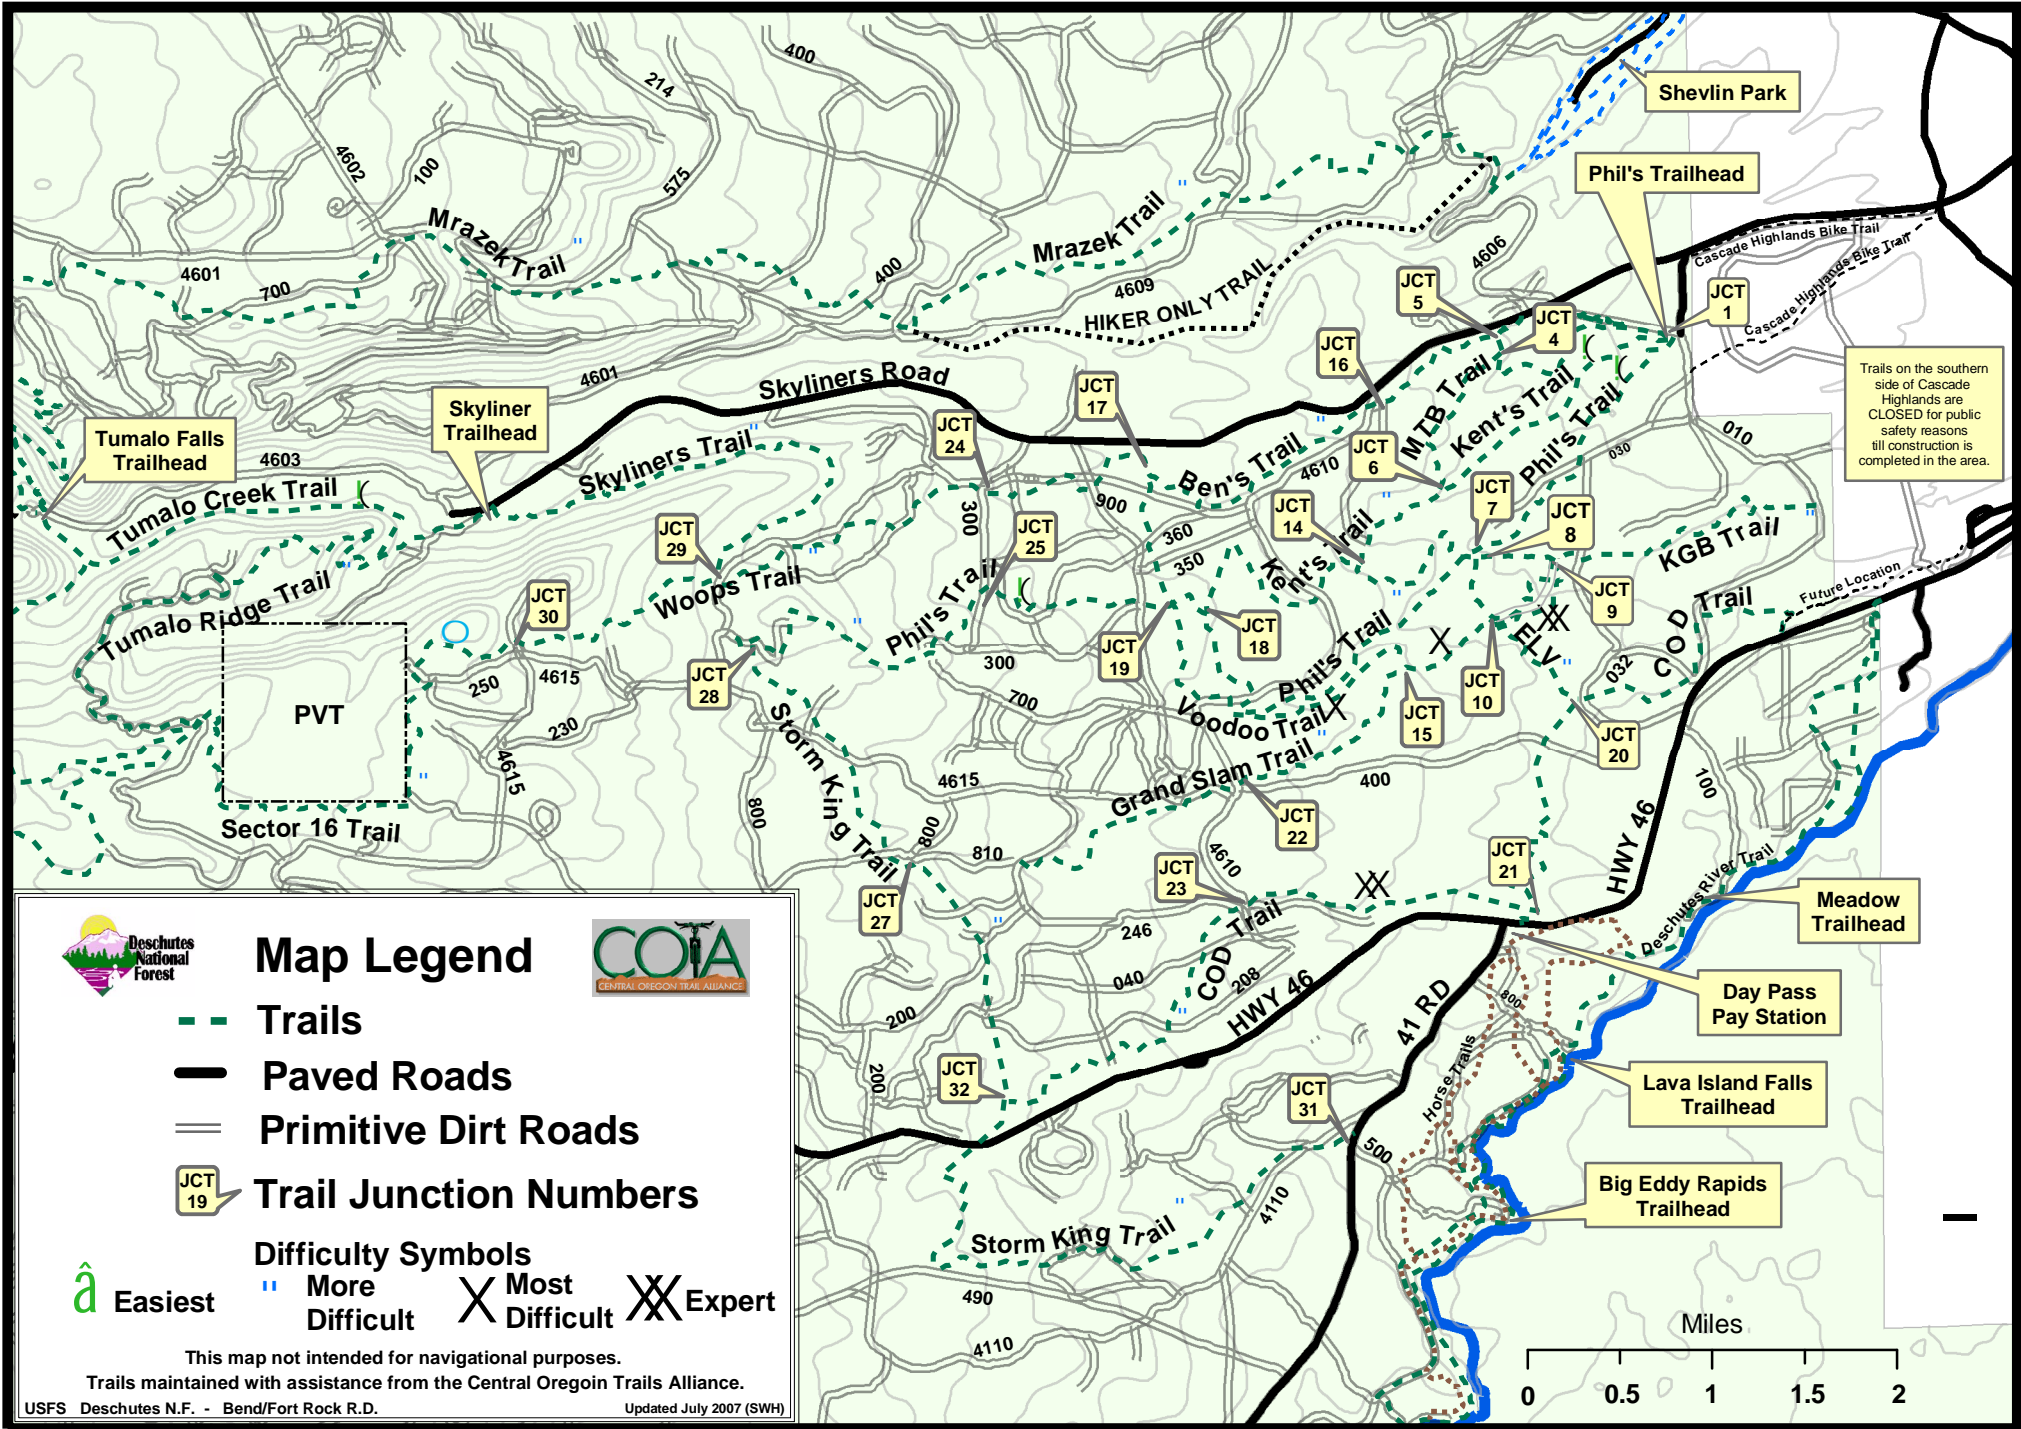 400
214
Shevlin Park
4602
100
575
Phil's Trailhead
Mrazek Trail
Mrazek Trail
Cascade Highlands Bike Trail
Cascade Highlands Bike Trail
4601
700
400
4609
HIKER ONLY TRAIL
4606
JCT
5
JCT
4
JCT
1
JCT
16
Trails on the southern
side of Cascade
Highlands are
CLOSED for public
safety reasons
till construction is
completed in the area.
4601
Skyliners Road
JCT
17
MTB Trail
Kent's Trail
Phil's Trail
Skyliner
Trailhead
Tumalo Falls
Trailhead
JCT
24
Skyliners Trail
4603
Ben's Trail
4610
JCT
6
030
010
Tumalo Creek Trail
900
300
JCT
7
JCT
14
JCT
8
JCT
25
360
350
JCT
29
Kent's Trail
KGB Trail
Woops Trail
Phil's Trail
Tumalo Ridge Trail
JCT
30
JCT
9
COD Trail
Future Location
JCT
18
JCT
19
ELV
Phil's Trail
300
032
250
4615
JCT
28
JCT
10
700
PVT
230
Voodoo Trail
JCT
15
JCT
20
Storm King Trail
Grand Slam Trail
4615
4615
400
100
800
JCT
22
HWY 46
Sector 16 Trail
800
810
4610
JCT
21
JCT
23
Deschutes River Trail
JCT
27
Meadow
Trailhead
COD Trail
246
040
208
HWY 46
41 RD
800
Day Pass
Pay Station
200
200
JCT
32
Horse Trails
JCT
31
Lava Island Falls
Trailhead
500
Big Eddy Rapids
Trailhead
4110
Storm King Trail
490
4110
Miles
0 0.5 1 1.5 2
Deschutes
National
Forest
Map Legend
COTA
CENTRAL OREGON TRAIL ALLIANCE
Trails
Paved Roads
Primitive Dirt Roads
JCT
19
Trail Junction Numbers
Difficulty Symbols
â Easiest
" More
Difficult
Most
Difficult
Expert
This map not intended for navigational purposes.
Trails maintained with assistance from the Central Oregoin Trails Alliance.
USFS Deschutes N.F. - Bend/Fort Rock R.D.
Updated July 2007 (SWH)